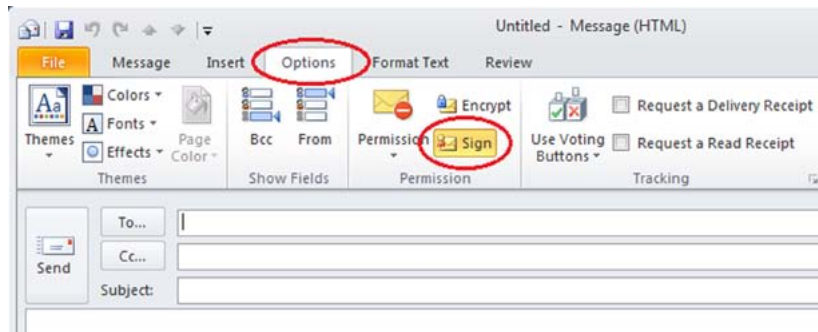 Untitled - Message (HTML)
File Message Insert Options Format Text Review
Aa Themes
Colors
A Fonts
Effects
Page Color
Themes
Bcc From
Show Fields
Permission
Encrypt
Sign
Permission
Use Voting Buttons
Request a Delivery Receipt
Request a Read Receipt
Tracking
Send
To...
Cc...
Subject: